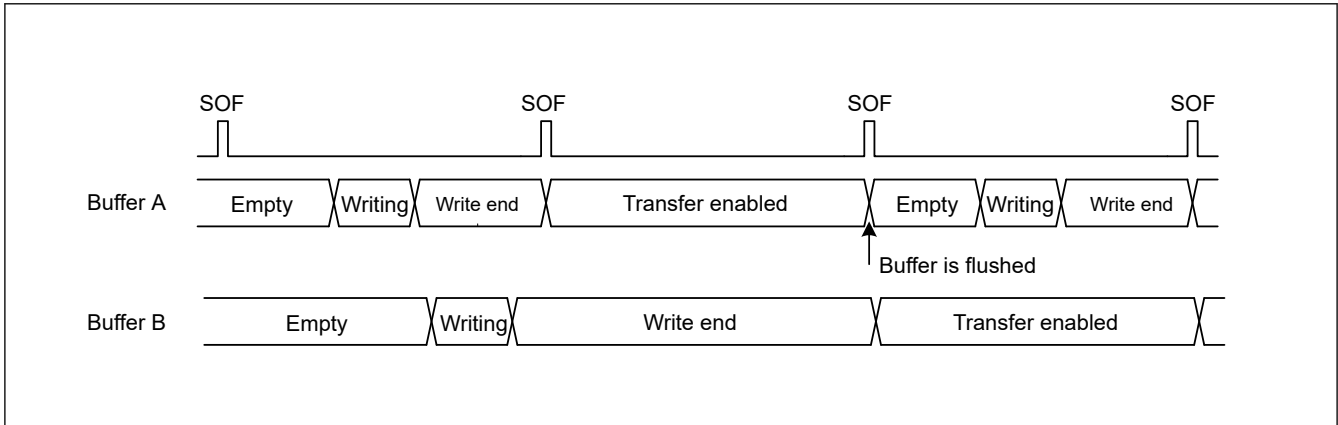 SOF SOF SOF SOF
Buffer A Empty Writing Write end Transfer enabled Empty Writing Write end
Buffer is flushed
Buffer B Empty Writing Write end Transfer enabled